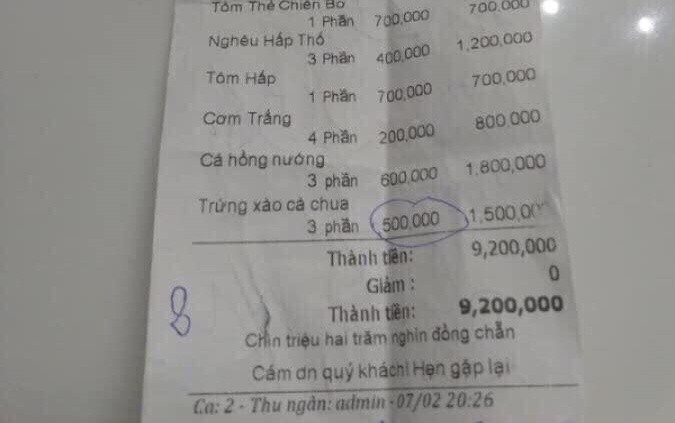 Tôm Thẻ Chiên Bơ
1 Phần 700,000 700,000
Nghêu Hấp Thố
3 Phần 400,000 1,200,000
Tôm Hấp
1 Phần 700,000 700,000
Cơm Trắng
4 Phần 200,000 800,000
Cá hồng nướng
3 phần 600,000 1,800,000
Trứng xào cà chua
3 phần 500,000 1,500,000
Thành tiền: 9,200,000
Giảm : 0
Thành tiền: 9,200,000
Chín triệu hai trăm nghìn đồng chẵn
8
Cám ơn quý khách! Hẹn gặp lại
Ca: 2 - Thu ngân: admin - 07/02 20:26